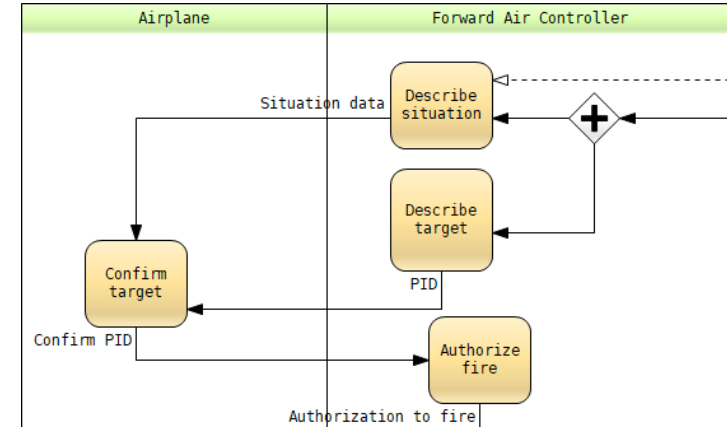 Airplane
Forward Air Controller
Situation data
Describe
situation
Describe
target
Confirm
target
PID
Confirm PID
Authorize
fire
Authorization to fire